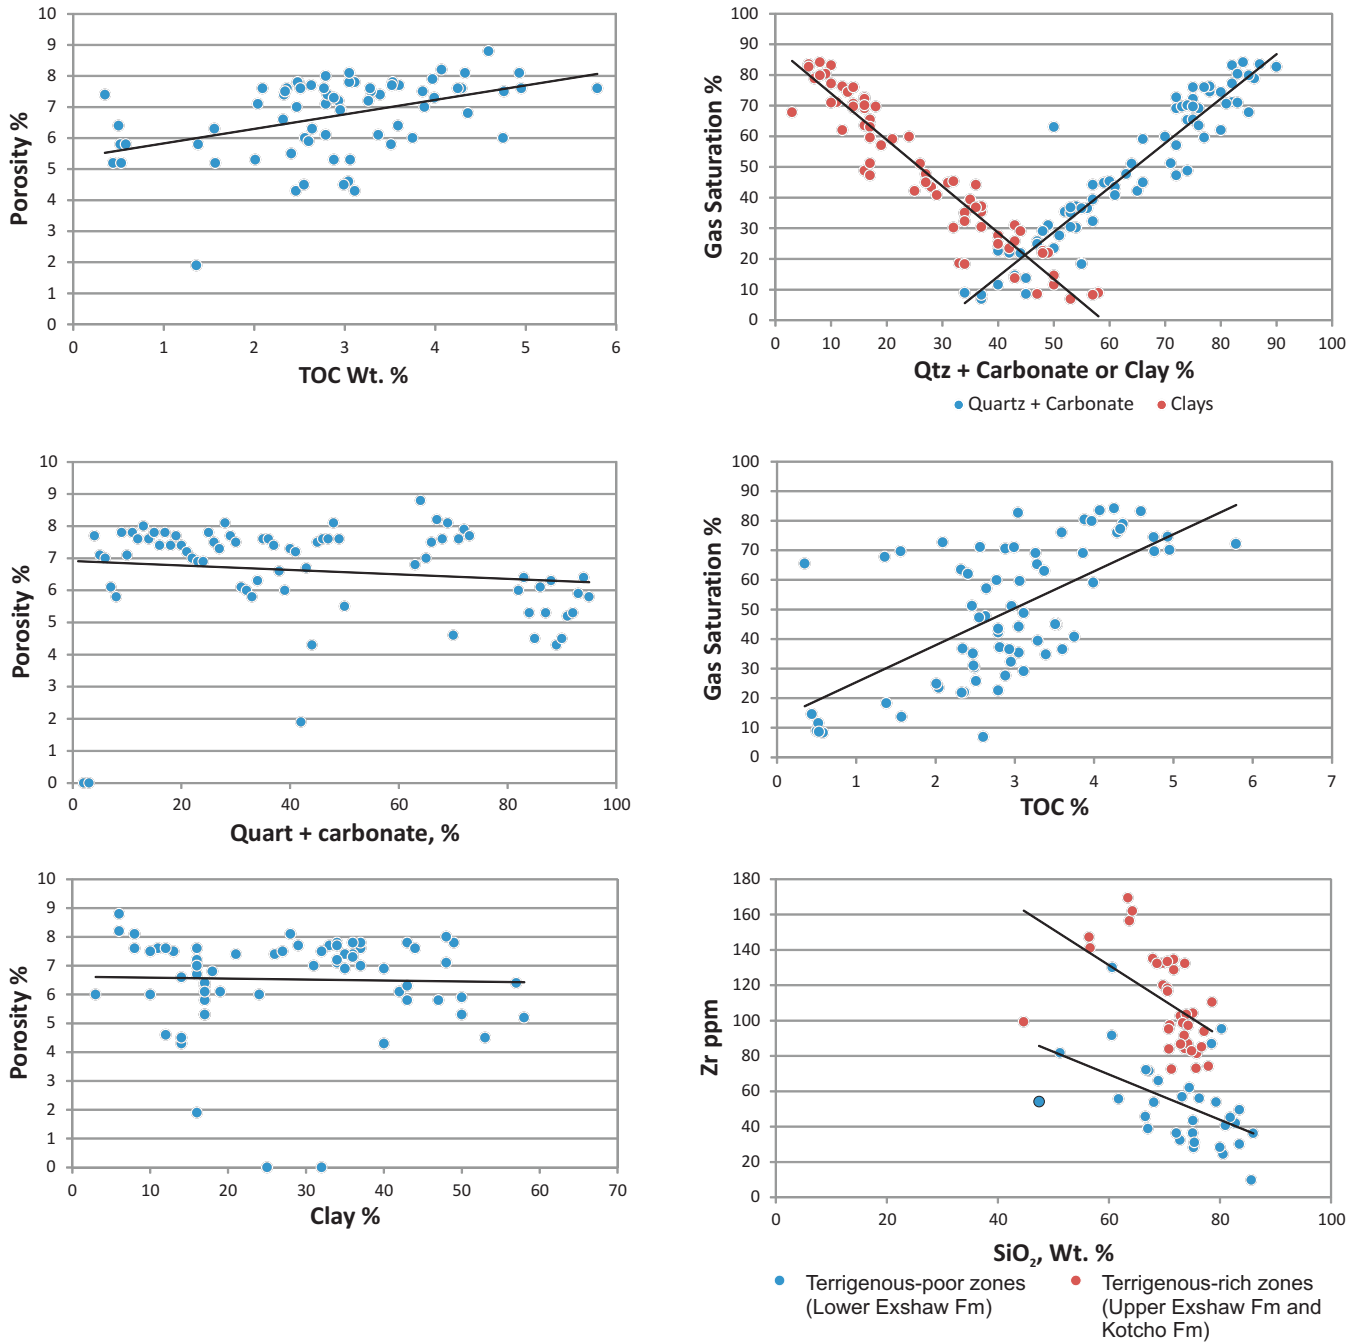 Porosity %
10
9
8
7
6
5
4
3
2
1
0
0 1 2 3 4 5 6
TOC Wt. %
Gas Saturation %
100
90
80
70
60
50
40
30
20
10
0
0 10 20 30 40 50 60 70 80 90 100
Qtz + Carbonate or Clay %
Quartz + Carbonate Clays
Porosity %
10
9
8
7
6
5
4
3
2
1
0
0 20 40 60 80 100
Quart + carbonate, %
Gas Saturation %
100
90
80
70
60
50
40
30
20
10
0
0 1 2 3 4 5 6 7
TOC %
Porosity %
10
9
8
7
6
5
4
3
2
1
0
0 10 20 30 40 50 60 70
Clay %
Zr ppm
180
160
140
120
100
80
60
40
20
0
0 20 40 60 80 100
SiO₂, Wt. %
Terrigenous-poor zones
(Lower Exshaw Fm)
Terrigenous-rich zones
(Upper Exshaw Fm and
Kotcho Fm)